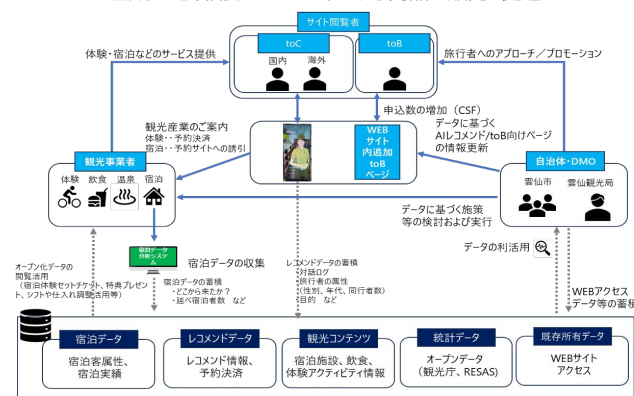 サイト閲覧者
toC
toB
国内
海外
体験・宿泊などのサービス提供
旅行者へのアプローチ／プロモーション
申込数の増加（CSF）
データに基づく
AIレコメンド/toB向けページ
の情報更新
観光産業のご案内
体験・・予約決済
宿泊・・予約サイトへの誘引
WEB
サイト
内追加
toB
ページ
観光事業者
体験
飲食
温泉
宿泊
自治体・DMO
雲仙市
雲仙観光局
データに基づく施策
等の検討および実行
データの利活用
宿泊データ
分析システ
ム
宿泊データの収集
オープン化データの
閲覧活用
（宿泊体験セットチケット、特典プレゼン
ト、シフトや仕入れ調整活用等）
宿泊データの蓄積
・どこから来たか？
・延べ宿泊者数 など
レコメンドデータの蓄積
対話ログ
旅行者の属性
（性別、年代、同行者数）
目的 など
WEBアクセス
データ等の蓄積
宿泊データ
宿泊客属性、
宿泊実績
レコメンドデータ
レコメンド情報、
予約決済
観光コンテンツ
宿泊施設、飲食、
体験アクティビティ情報
統計データ
オープンデータ
（観光庁、RESAS)
既存所有データ
WEBサイト
アクセス